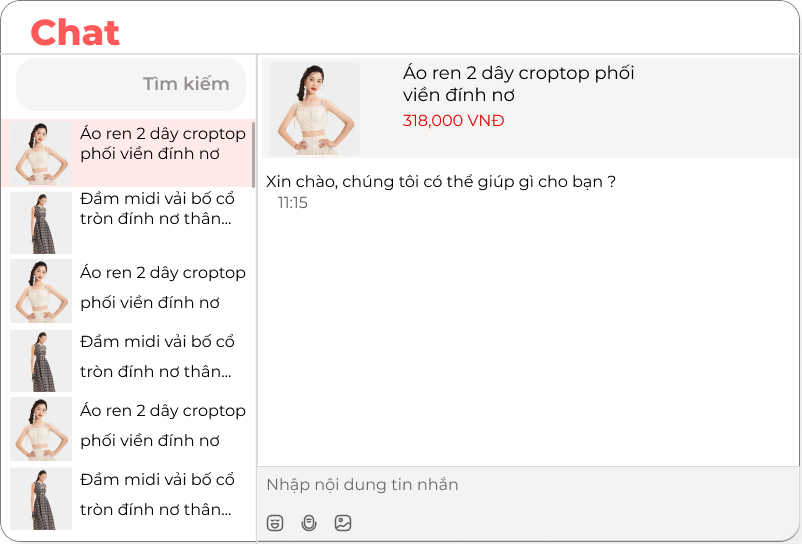 Chat
Tìm kiếm
Áo ren 2 dây croptop
phối viền đính nơ
Đầm midi vải bố cổ
tròn đính nơ thân...
Áo ren 2 dây croptop
phối viền đính nơ
Đầm midi vải bố cổ
tròn đính nơ thân...
Áo ren 2 dây croptop
phối viền đính nơ
Đầm midi vải bố cổ
tròn đính nơ thân...
Áo ren 2 dây croptop phối
viền đính nơ
318,000 VNĐ
Xin chào, chúng tôi có thể giúp gì cho bạn ?
11:15
Nhập nội dung tin nhắn